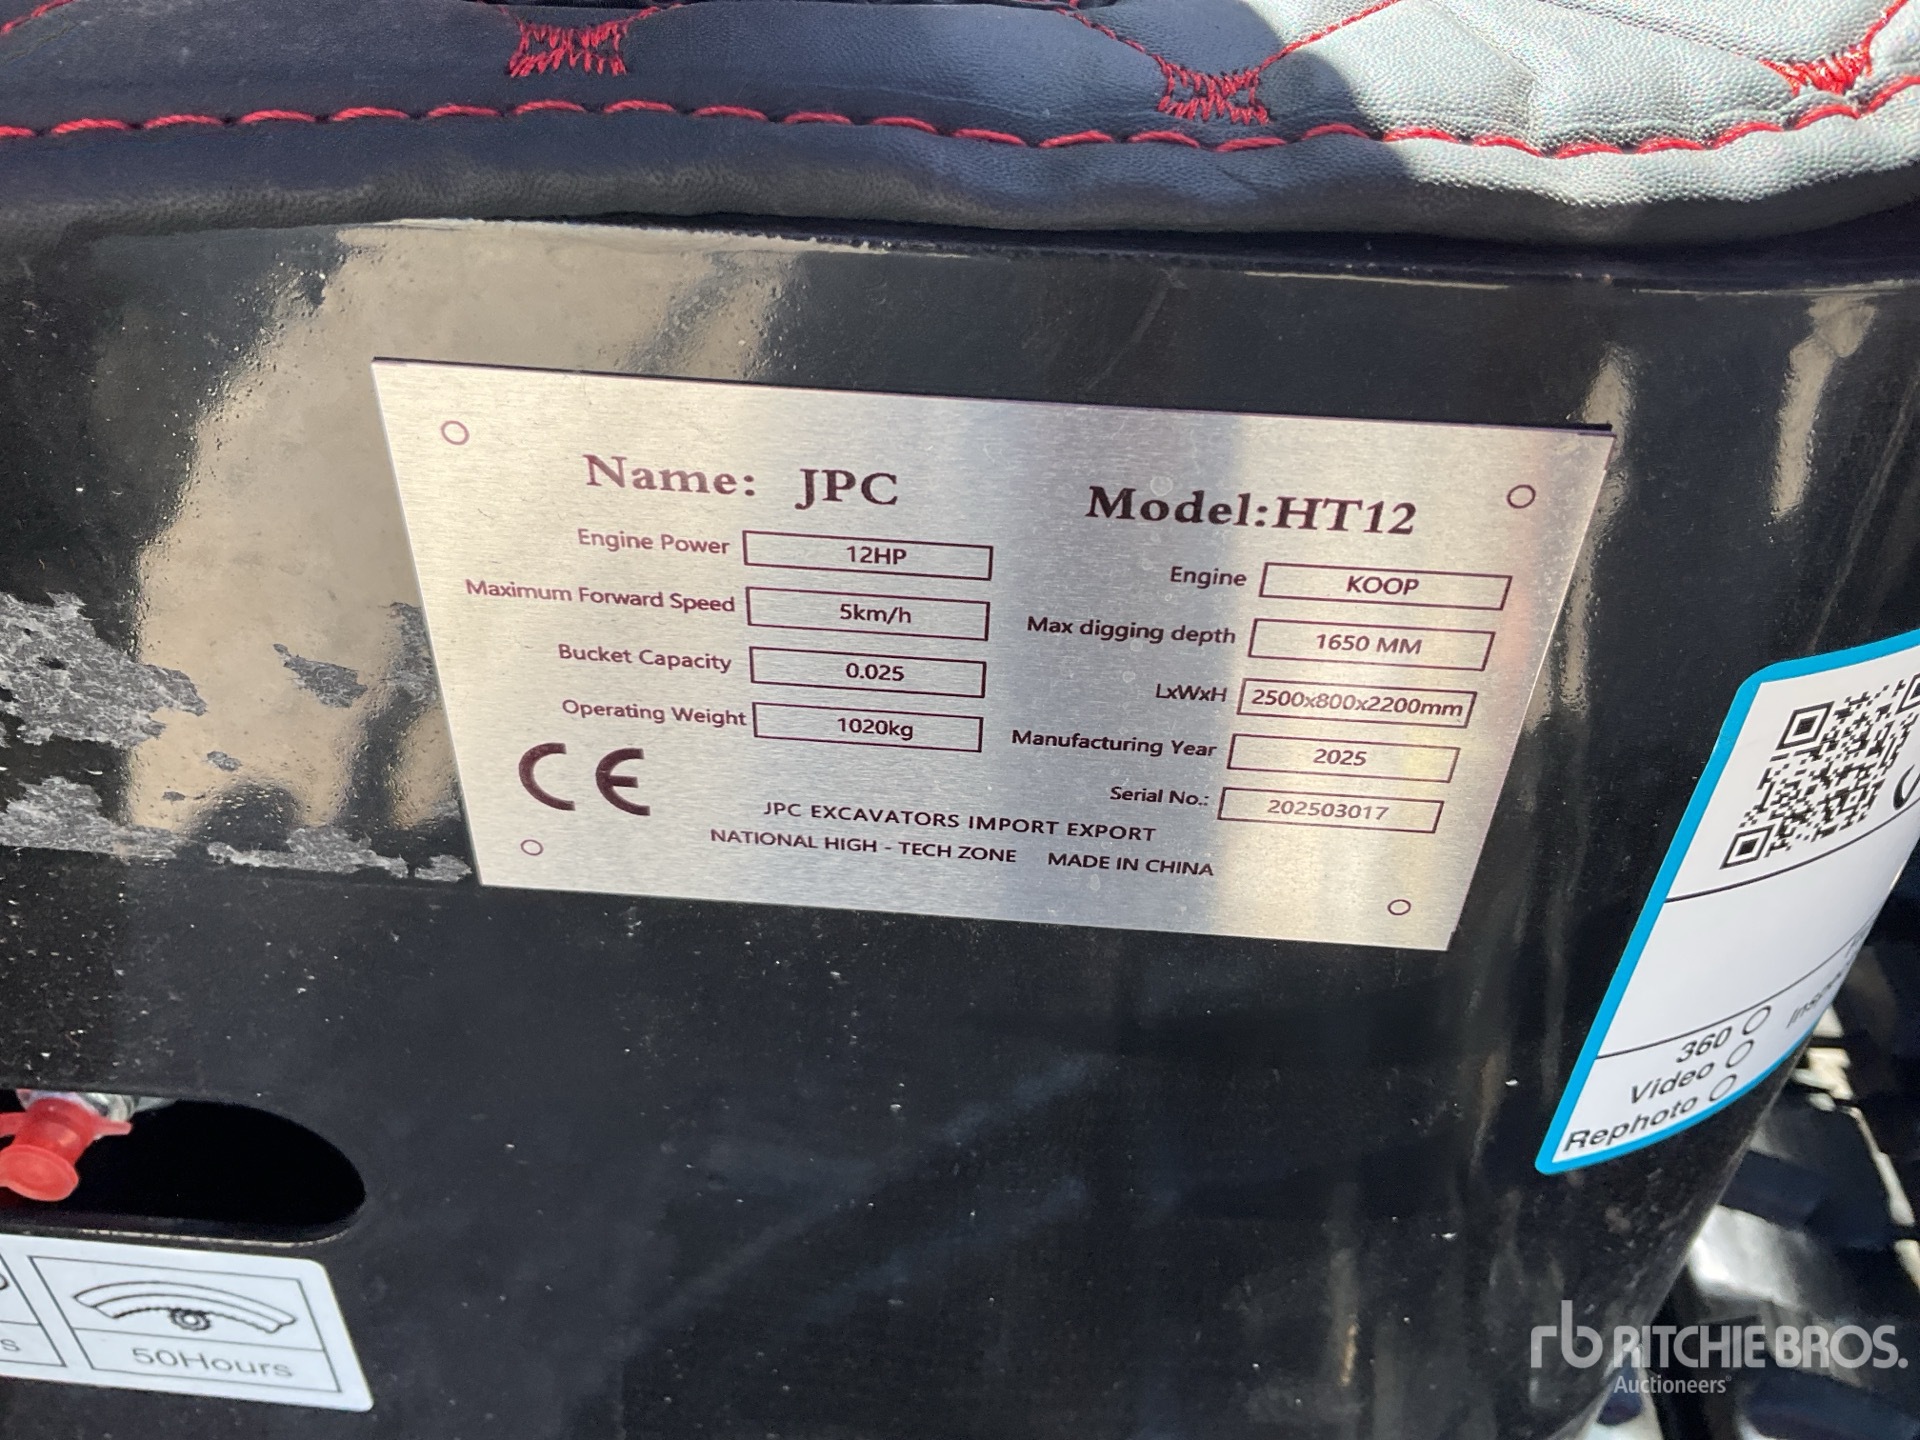 Name: JPC
Model:HT12
Engine Power 12HP
Engine KOOP
Maximum Forward Speed 5km/h
Max digging depth 1650 MM
Bucket Capacity 0.025
LxWxH 2500x800x2200mm
Operating Weight 1020kg
Manufacturing Year 2025
Serial No.: 202503017
CE
JPC EXCAVATORS IMPORT EXPORT
NATIONAL HIGH - TECH ZONE MADE IN CHINA
360
Video
Rephoto
50Hours
rb RITCHIE BROS.
Auctioneers